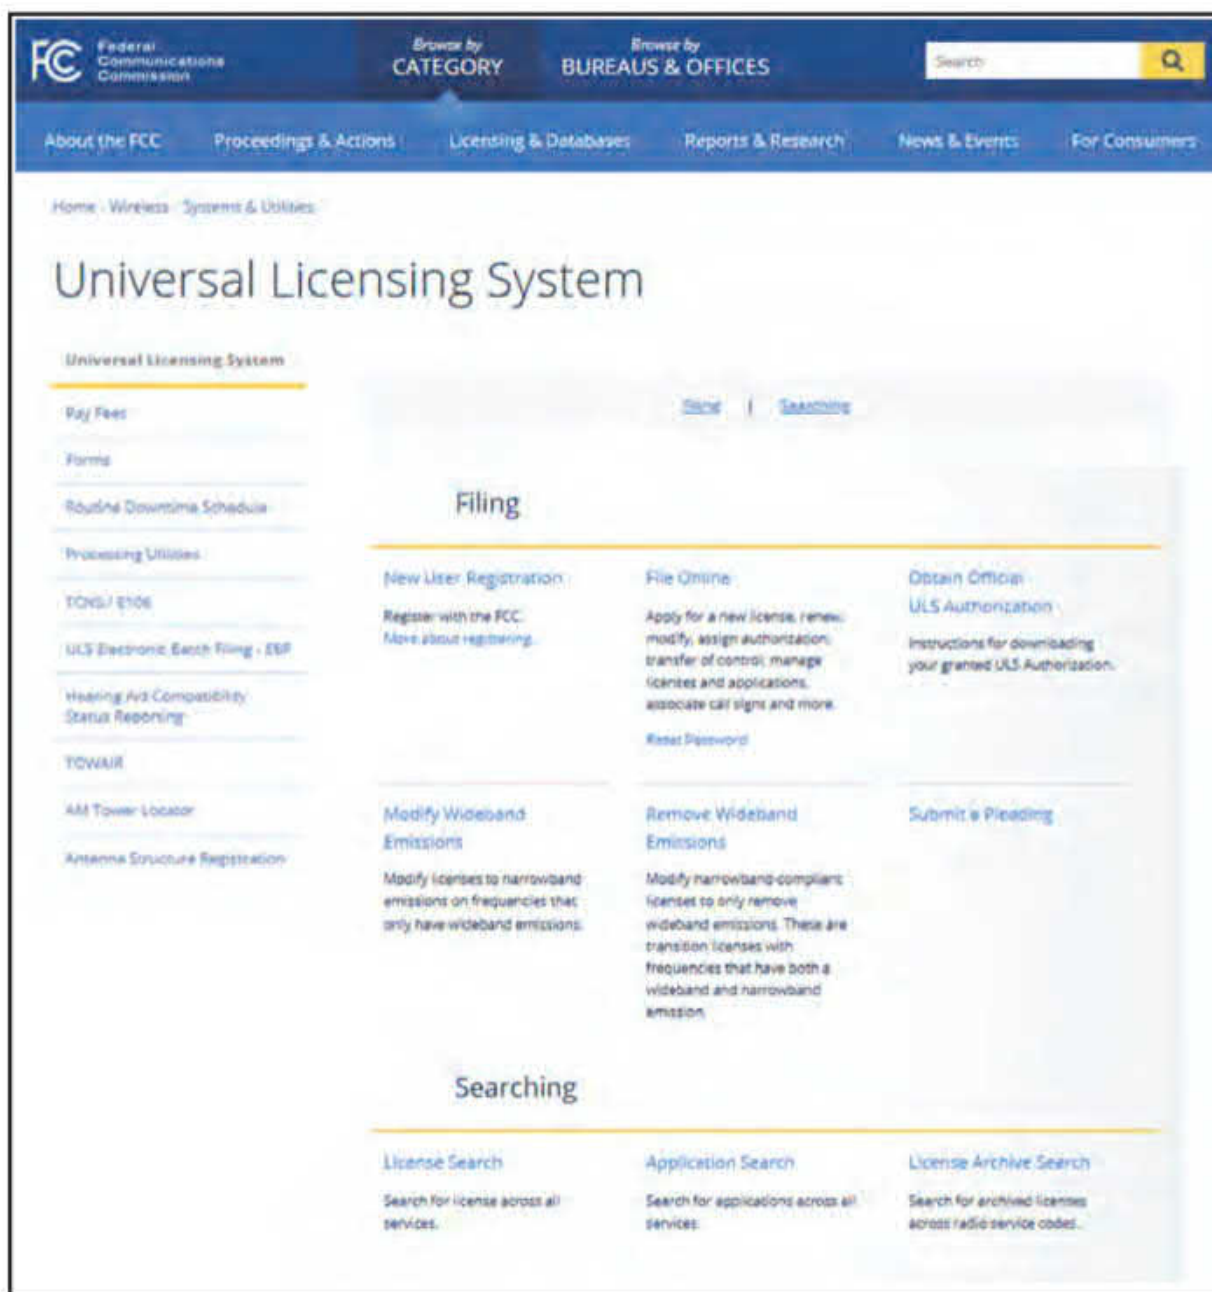 FCC
Federal
Communications
Commission
Browse by
CATEGORY
Browse by
BUREAUS & OFFICES
Search
About the FCC
Proceedings & Actions
Licensing & Databases
Reports & Research
News & Events
For Consumers
Home Wireless Systems & Utilities
Universal Licensing System
Universal Licensing System
Pay Fees
Forms
Routine Downtime Schedule
Processing Utilities
TCNS / E106
ULS Electronic Batch Filing - EBF
Hearing Aid Compatibility
Status Reporting
TOWAIR
AM Tower Locator
Antenna Structure Registration
Filing | Searching
Filing
New User Registration
Register with the FCC.
More about registering.
File Online
Apply for a new license, renew,
modify, assign authorization,
transfer of control, manage
licenses and applications,
associate call signs and more.
Reset Password
Obtain Official
ULS Authorization
Instructions for downloading
your granted ULS Authorization.
Modify Wideband
Emissions
Modify licenses to narrowband
emissions on frequencies that
only have wideband emissions.
Remove Wideband
Emissions
Modify narrowband-compliant
licenses to only remove
wideband emissions. These are
transition licenses with
frequencies that have both a
wideband and narrowband
emission.
Submit a Pleading
Searching
License Search
Search for license across all
services.
Application Search
Search for applications across all
services.
License Archive Search
Search for archived licenses
across radio service codes.